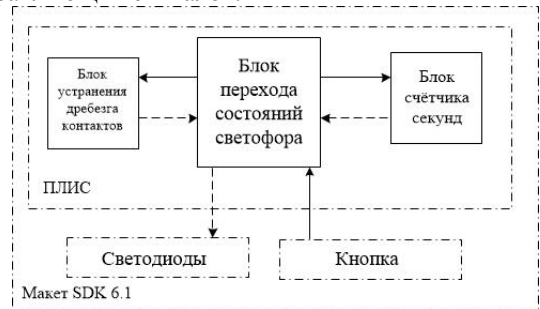 Блок
устранения
дребезга
контактов
Блок
перехода
состояний
светофора
Блок
счётчика
секунд
ПЛИС
Светодиоды
Кнопка
Макет SDK 6.1